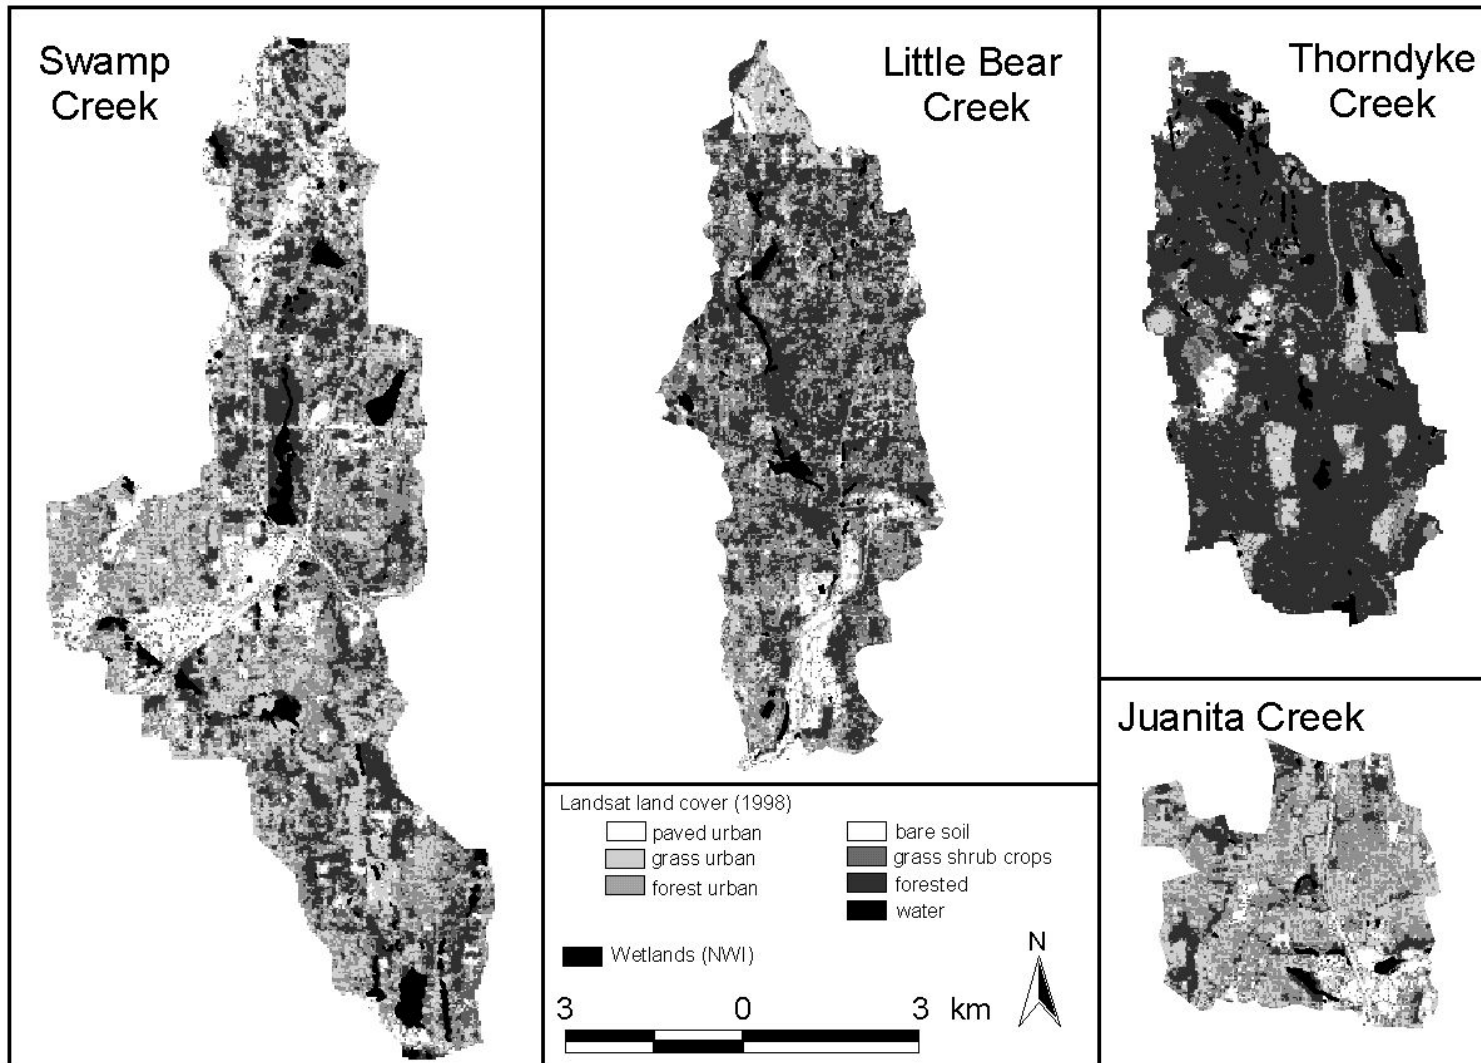 Swamp
Creek
Little Bear
Creek
Thorndyke
Creek
Juanita Creek
Landsat land cover (1998)
paved urban
grass urban
forest urban
bare soil
grass shrub crops
forested
water
Wetlands (NWI)
N
3 0 3 km